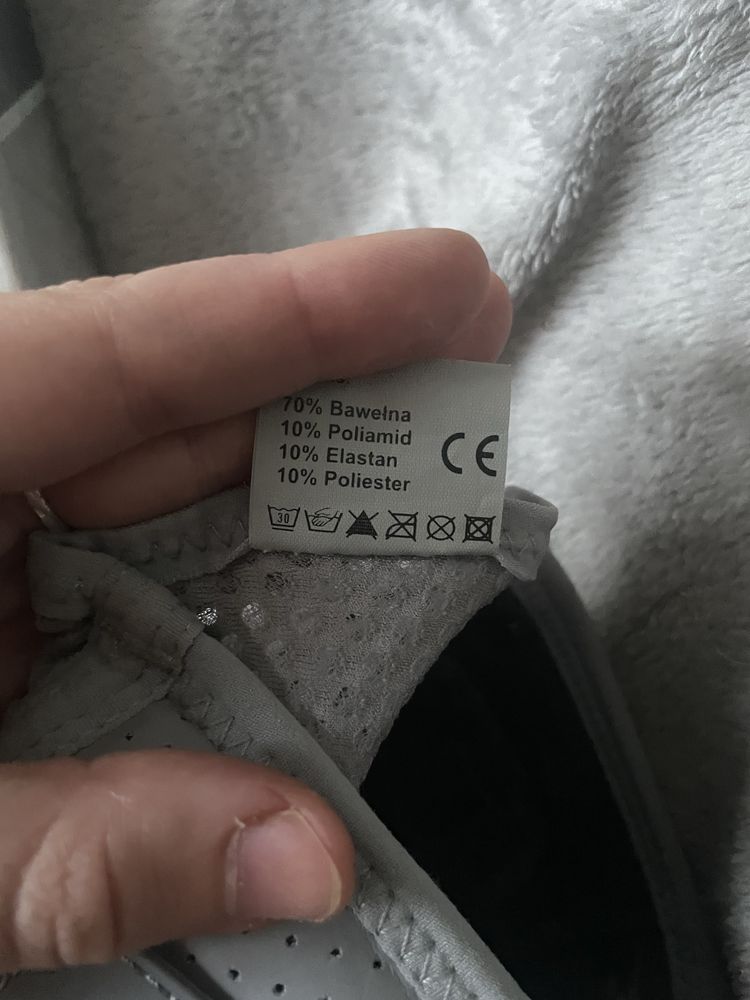 70% Bawełna
10% Poliamid
10% Elastan
10% Poliester
CE
30